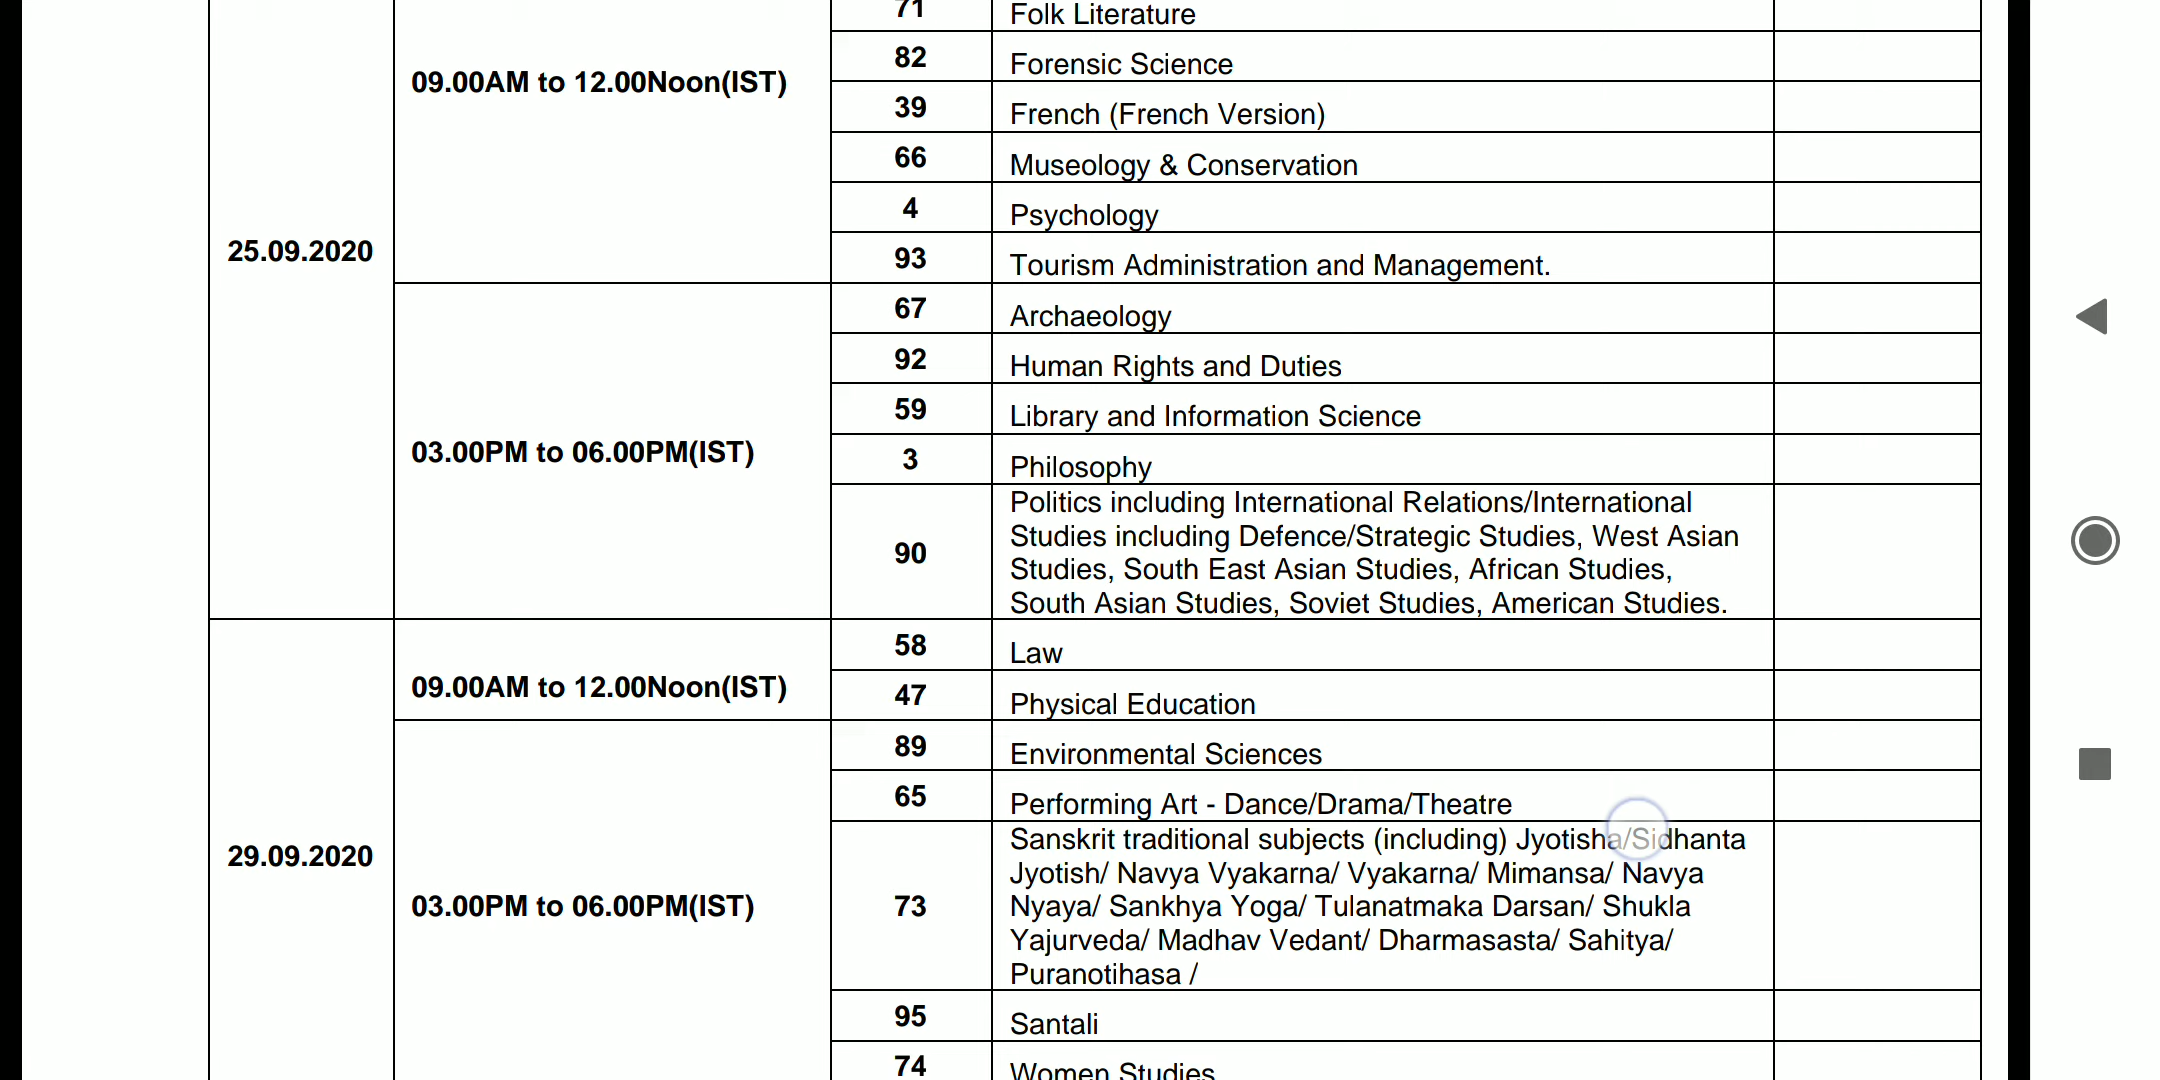 71 Folk Literature
82 Forensic Science
09.00AM to 12.00Noon(IST)
39 French (French Version)
66 Museology & Conservation
4 Psychology
25.09.2020
93 Tourism Administration and Management.
67 Archaeology
92 Human Rights and Duties
59 Library and Information Science
03.00PM to 06.00PM(IST)
3 Philosophy
90
Politics including International Relations/International
Studies including Defence/Strategic Studies, West Asian
Studies, South East Asian Studies, African Studies,
South Asian Studies, Soviet Studies, American Studies.
29.09.2020
09.00AM to 12.00Noon(IST)
58 Law
47 Physical Education
03.00PM to 06.00PM(IST)
89 Environmental Sciences
65 Performing Art - Dance/Drama/Theatre
73
Sanskrit traditional subjects (including) Jyotisha/Sidhanta
Jyotish/ Navya Vyakarna/ Vyakarna/ Mimansa/ Navya
Nyaya/ Sankhya Yoga/ Tulanatmaka Darsan/ Shukla
Yajurveda/ Madhav Vedant/ Dharmasasta/ Sahitya/
Puranotihasa /
95 Santali
74 Women Studies